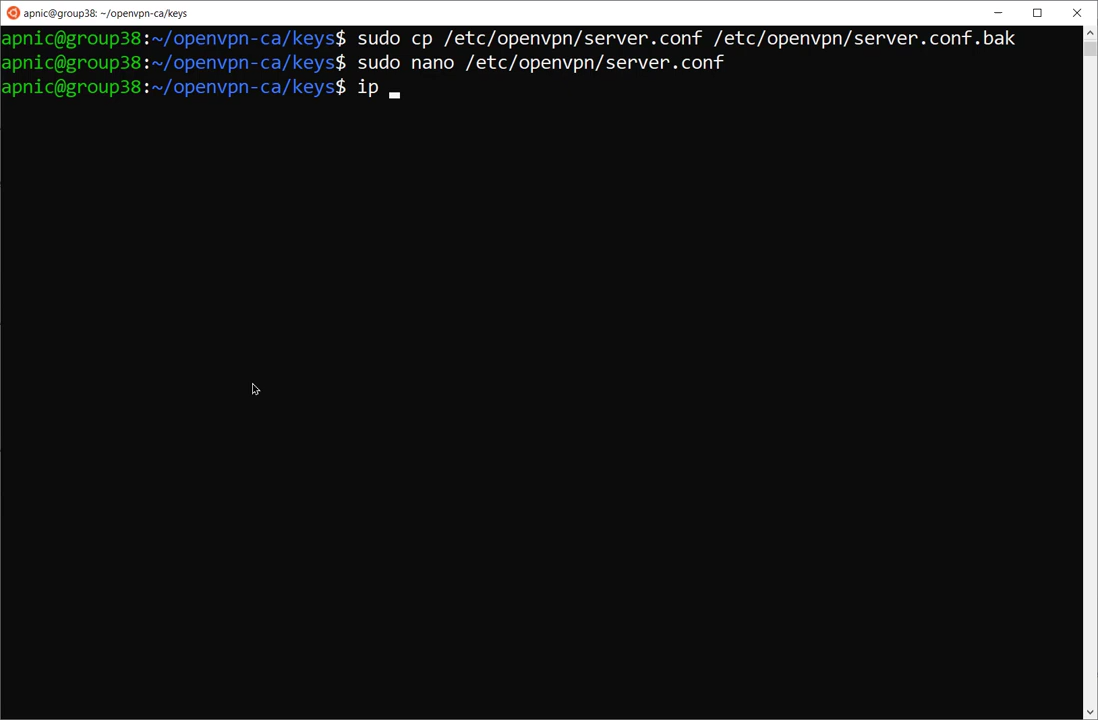 apnic@group38: ~/openvpn-ca/keys
apnic@group38:~/openvpn-ca/keys$ sudo cp /etc/openvpn/server.conf /etc/openvpn/server.conf.bak
apnic@group38:~/openvpn-ca/keys$ sudo nano /etc/openvpn/server.conf
apnic@group38:~/openvpn-ca/keys$ ip